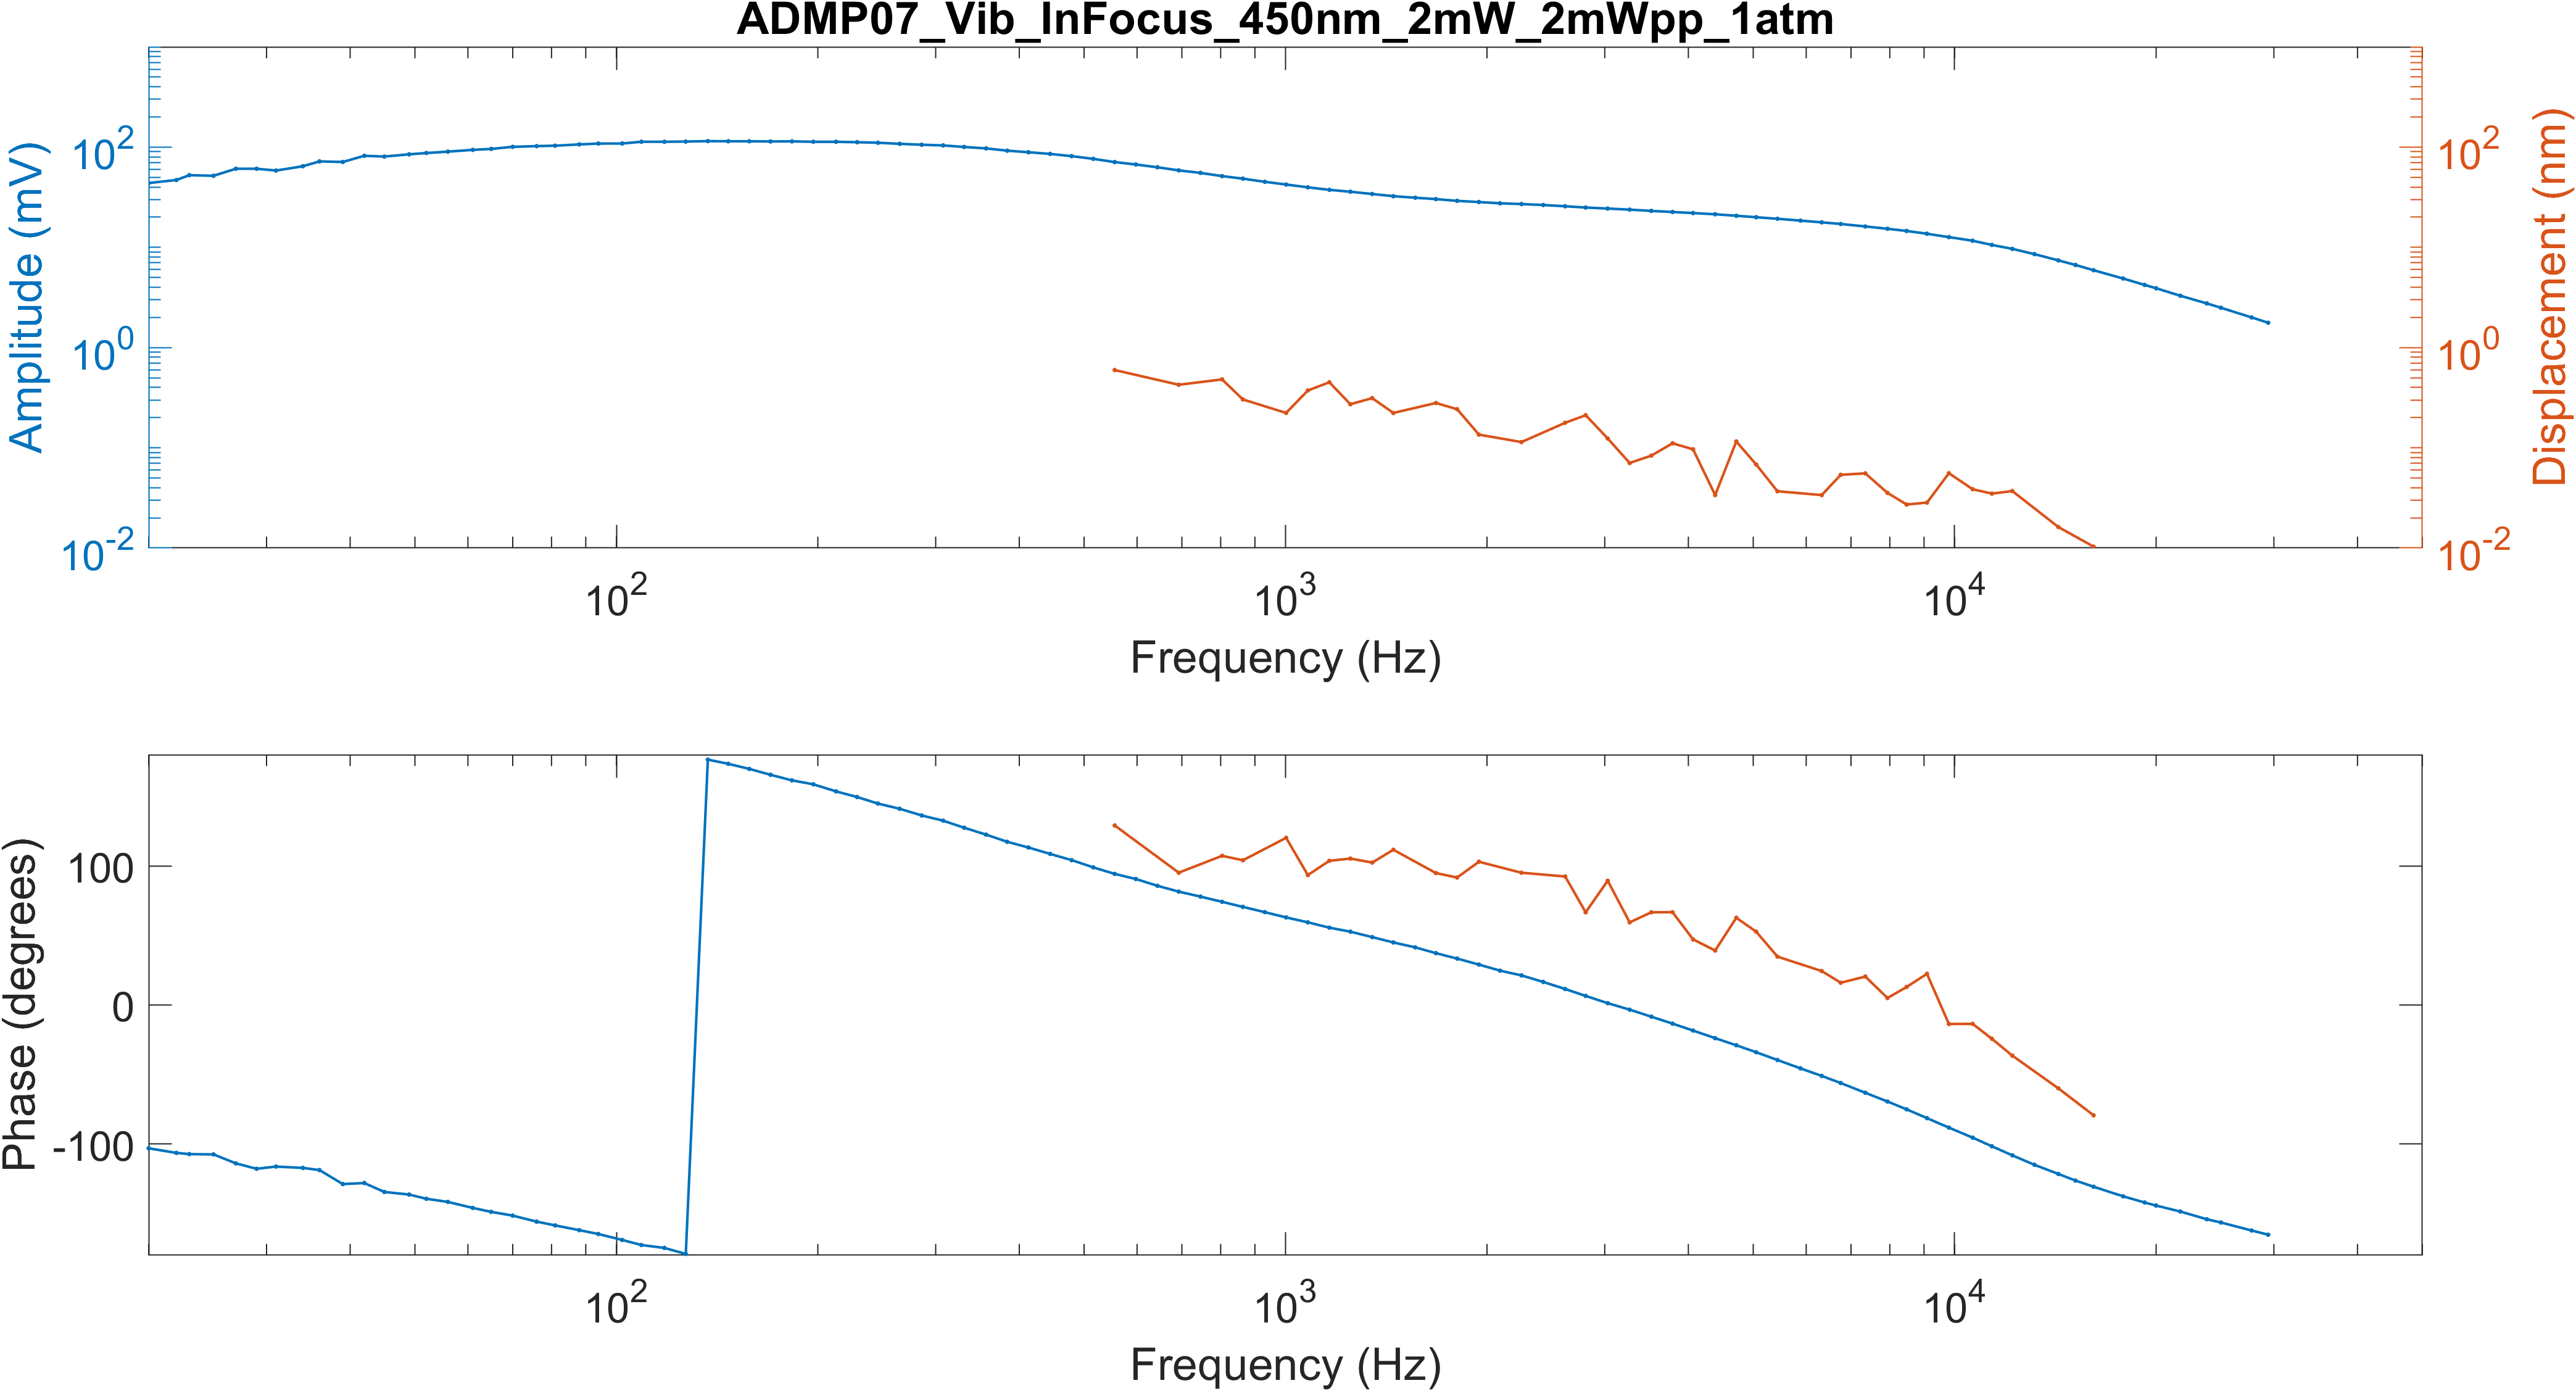 ADMP07_Vib_InFocus_450nm_2mW_2mWpp_1atm
Amplitude (mV)
10^2
10^0
10^-2
Displacement (nm)
10^2
10^0
10^-2
10^2 10^3 10^4
Frequency (Hz)
Phase (degrees)
100
0
-100
10^2 10^3 10^4
Frequency (Hz)